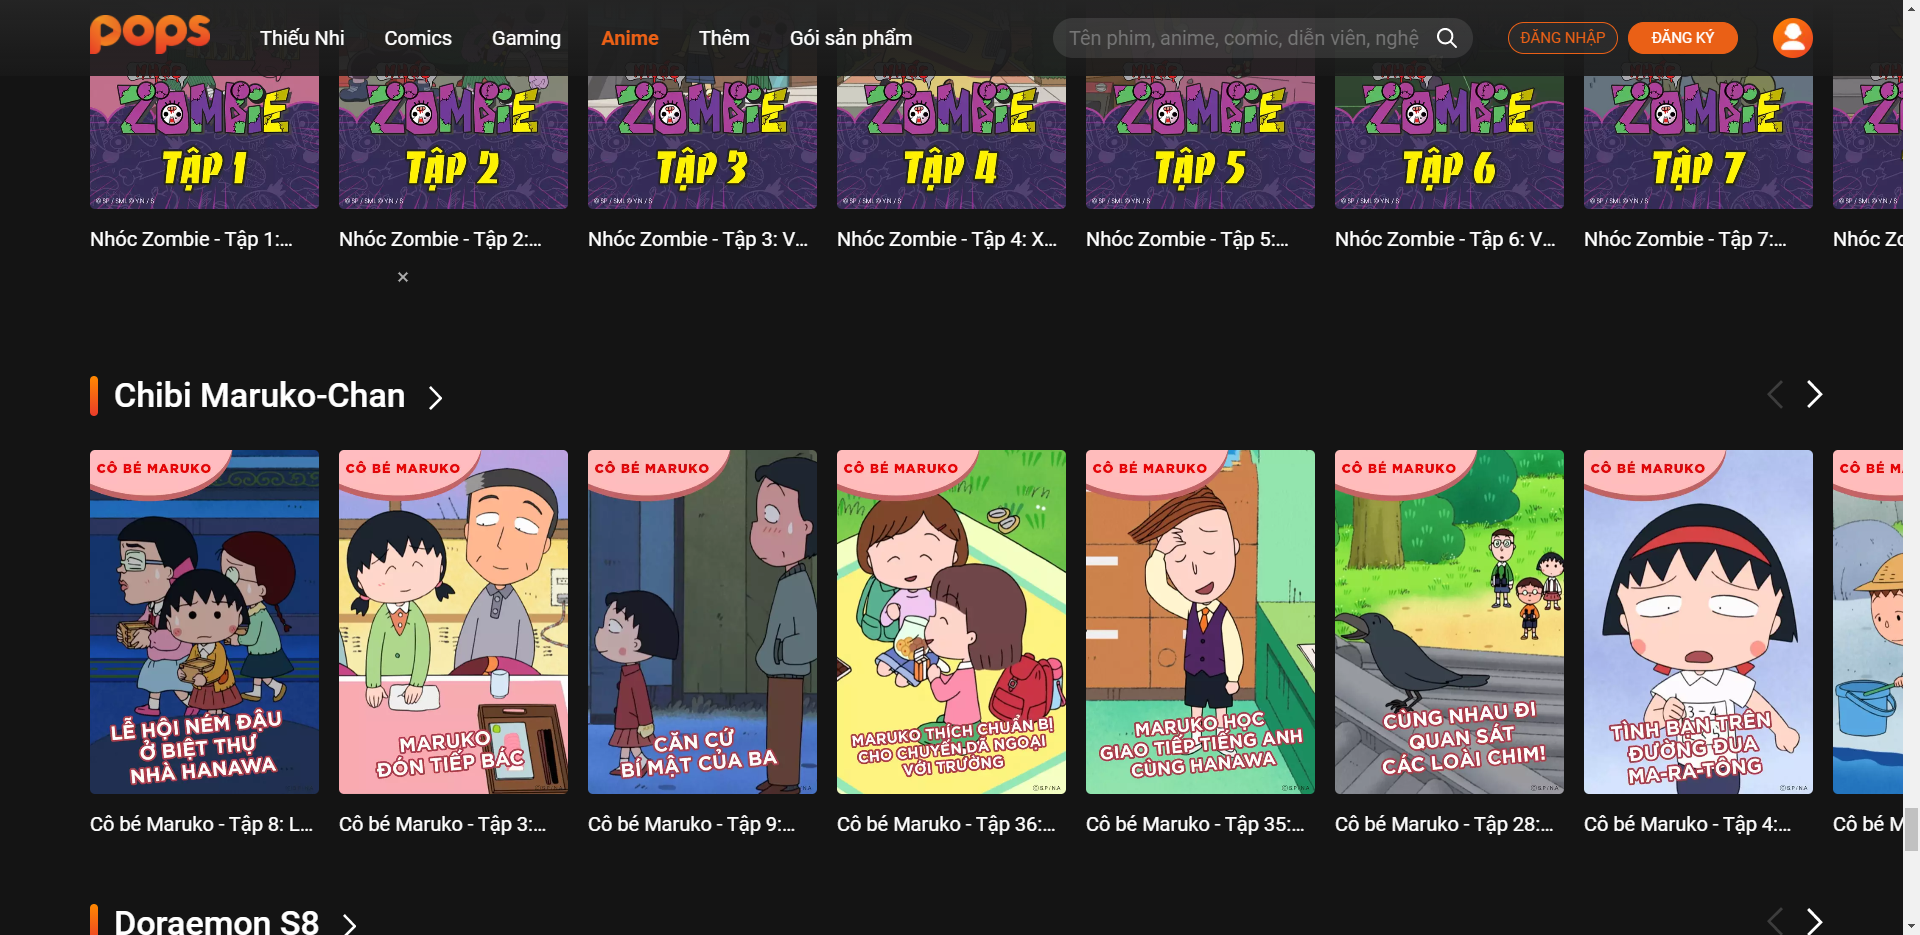 POPS
Thiếu Nhi
Comics
Gaming
Anime
Thêm
Gói sản phẩm
Tên phim, anime, comic, diễn viên, nghệ
ĐĂNG NHẬP
ĐĂNG KÝ
ZOMBIE
TẬP 1
ZOMBIE
TẬP 2
ZOMBIE
TẬP 3
ZOMBIE
TẬP 4
ZOMBIE
TẬP 5
ZOMBIE
TẬP 6
ZOMBIE
TẬP 7
Nhóc Zombie - Tập 1:...
Nhóc Zombie - Tập 2:...
Nhóc Zombie - Tập 3: V...
Nhóc Zombie - Tập 4: X...
Nhóc Zombie - Tập 5:...
Nhóc Zombie - Tập 6: V...
Nhóc Zombie - Tập 7:...
Nhóc Zo
Chibi Maruko-Chan
CÔ BÉ MARUKO
LỄ HỘI NÉM ĐẬU
Ở BIỆT THỰ
NHÀ HANAWA
CÔ BÉ MARUKO
MARUKO
ĐÓN TIẾP BÁC
CÔ BÉ MARUKO
CĂN CỨ
BÍ MẬT CỦA BA
CÔ BÉ MARUKO
MARUKO THÍCH CHUẨN BỊ
CHO CHUYẾN DÃ NGOẠI
VỚI TRƯỜNG
CÔ BÉ MARUKO
MARUKO HỌC
GIAO TIẾP TIẾNG ANH
CÙNG HANAWA
CÔ BÉ MARUKO
CÙNG NHAU ĐI
QUAN SÁT
CÁC LOÀI CHIM!
CÔ BÉ MARUKO
3-4
TÌNH BẠN TRÊN
ĐƯỜNG ĐUA
MA-RA-TÔNG
CÔ BÉ M
Cô bé Maruko - Tập 8: L...
Cô bé Maruko - Tập 3:...
Cô bé Maruko - Tập 9:...
Cô bé Maruko - Tập 36:...
Cô bé Maruko - Tập 35:...
Cô bé Maruko - Tập 28:...
Cô bé Maruko - Tập 4:...
Cô bé M
Doraemon S8